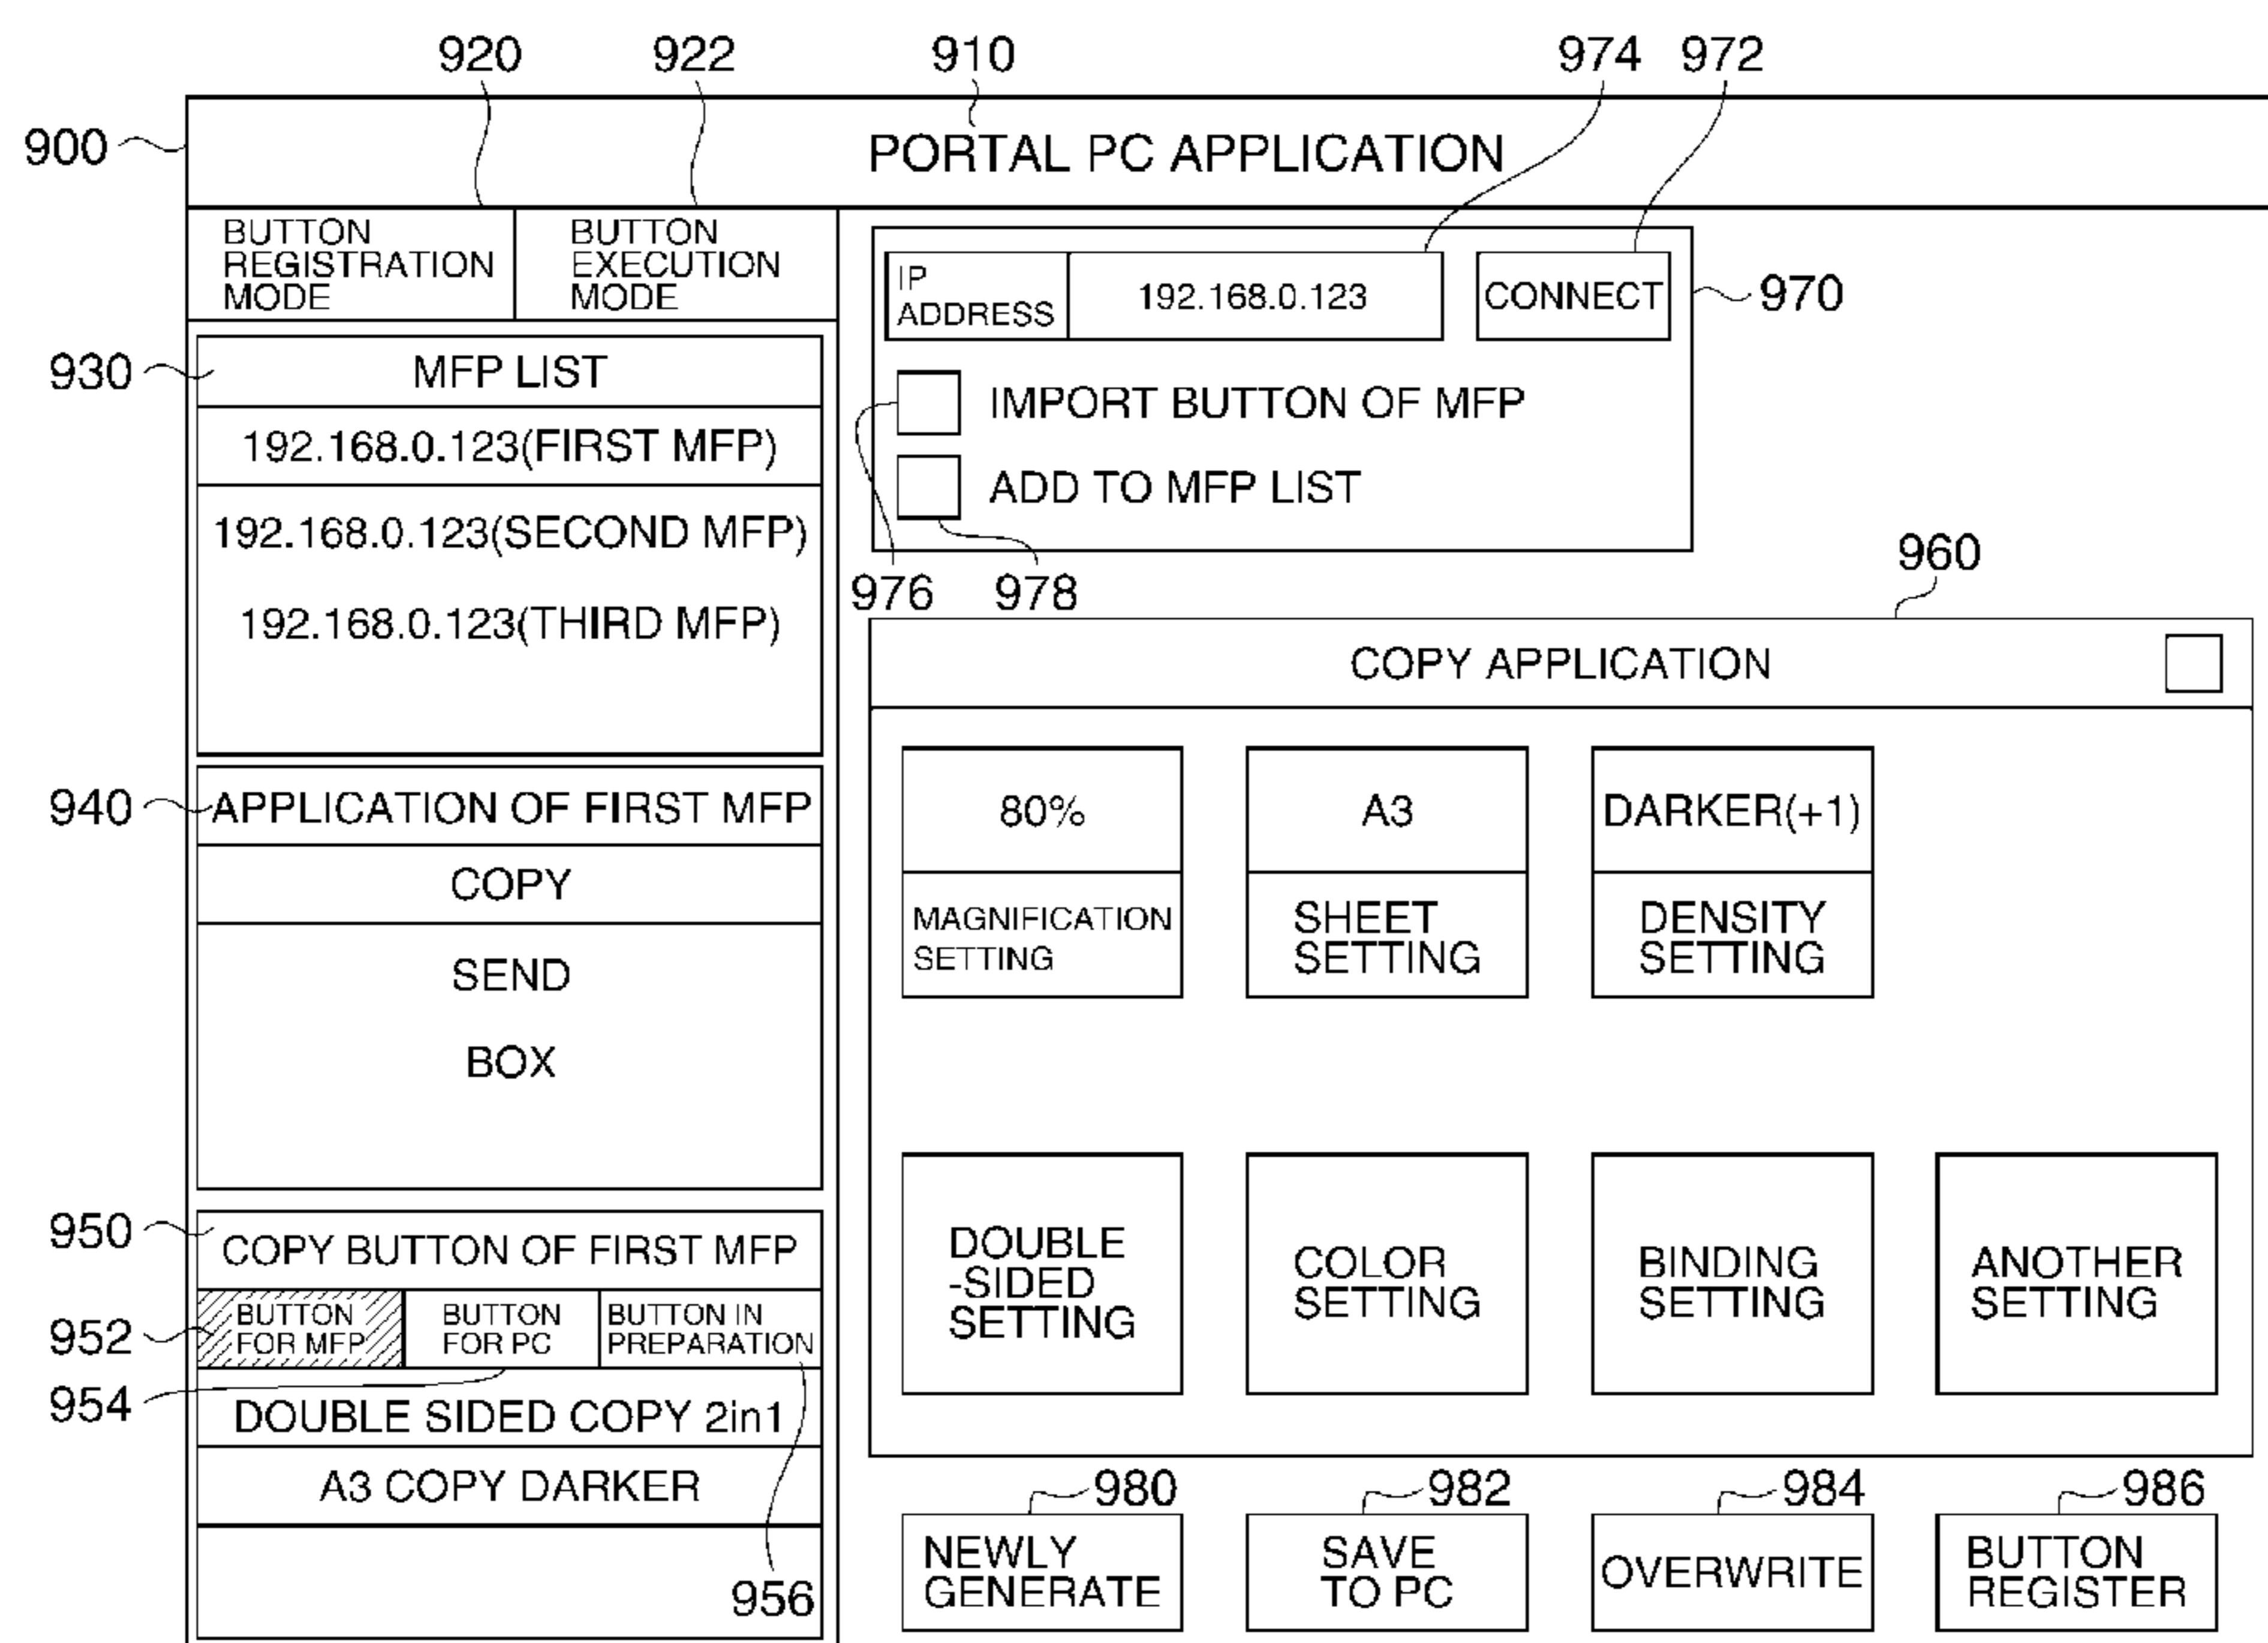 920 922 910 974 972
900
PORTAL PC APPLICATION
BUTTON
REGISTRATION
MODE
BUTTON
EXECUTION
MODE
IP
ADDRESS
192.168.0.123
CONNECT
970
930
MFP LIST
192.168.0.123(FIRST MFP)
192.168.0.123(SECOND MFP)
192.168.0.123(THIRD MFP)
IMPORT BUTTON OF MFP
ADD TO MFP LIST
976 978
960
COPY APPLICATION
940
APPLICATION OF FIRST MFP
COPY
SEND
BOX
80%
MAGNIFICATION
SETTING
A3
SHEET
SETTING
DARKER(+1)
DENSITY
SETTING
DOUBLE
-SIDED
SETTING
COLOR
SETTING
BINDING
SETTING
ANOTHER
SETTING
950
COPY BUTTON OF FIRST MFP
952
BUTTON
FOR MFP
BUTTON
FOR PC
BUTTON IN
PREPARATION
954
DOUBLE SIDED COPY 2in1
A3 COPY DARKER
956
980 982 984 986
NEWLY
GENERATE
SAVE
TO PC
OVERWRITE
BUTTON
REGISTER